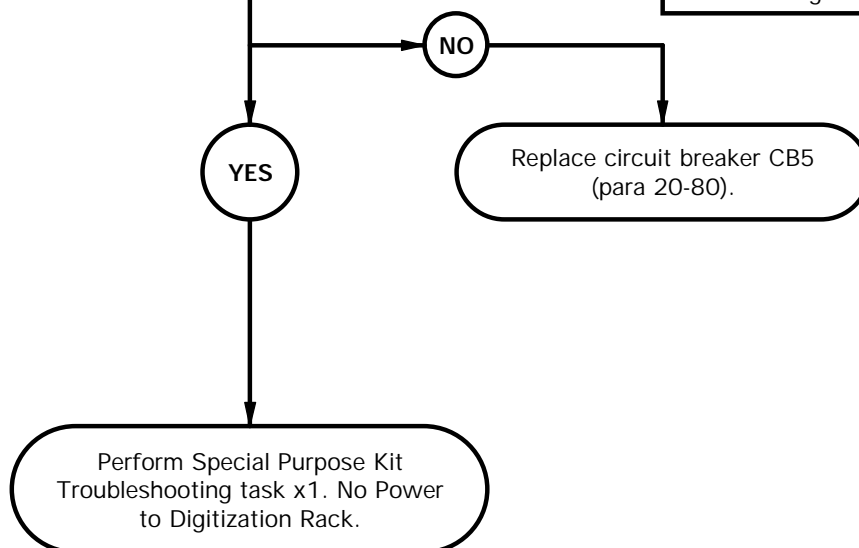 NO
YES
Replace circuit breaker CB5
(para 20-80).
Perform Special Purpose Kit
Troubleshooting task x1. No Power
to Digitization Rack.